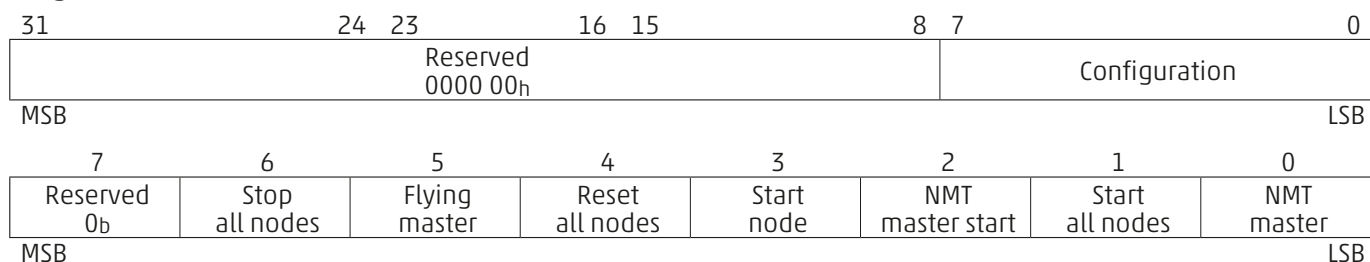 31 24 23 16 15 8 7 0
Reserved Configuration
0000 00h
MSB LSB
7 6 5 4 3 2 1 0
Reserved Stop Flying Reset Start NMT Start NMT
0b all nodes master all nodes node master start all nodes master
MSB LSB